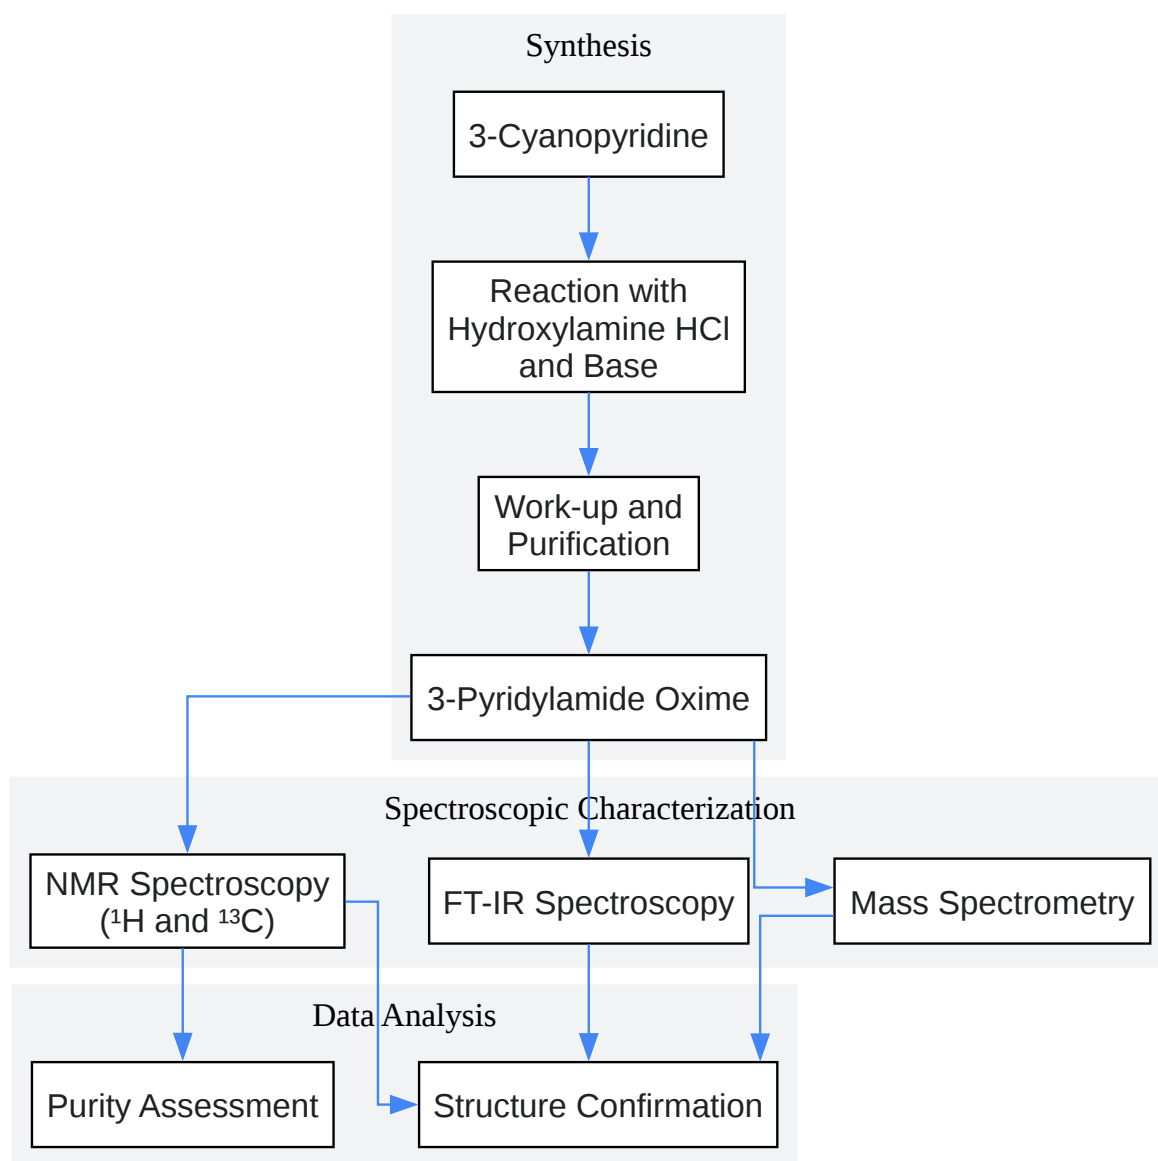 Synthesis
3-Cyanopyridine
Reaction with
Hydroxylamine HCl
and Base
Work-up and
Purification
3-Pyridylamide Oxime
Spectroscopic Characterization
NMR Spectroscopy
(¹H and ¹³C)
FT-IR Spectroscopy
Mass Spectrometry
Data Analysis
Purity Assessment
Structure Confirmation